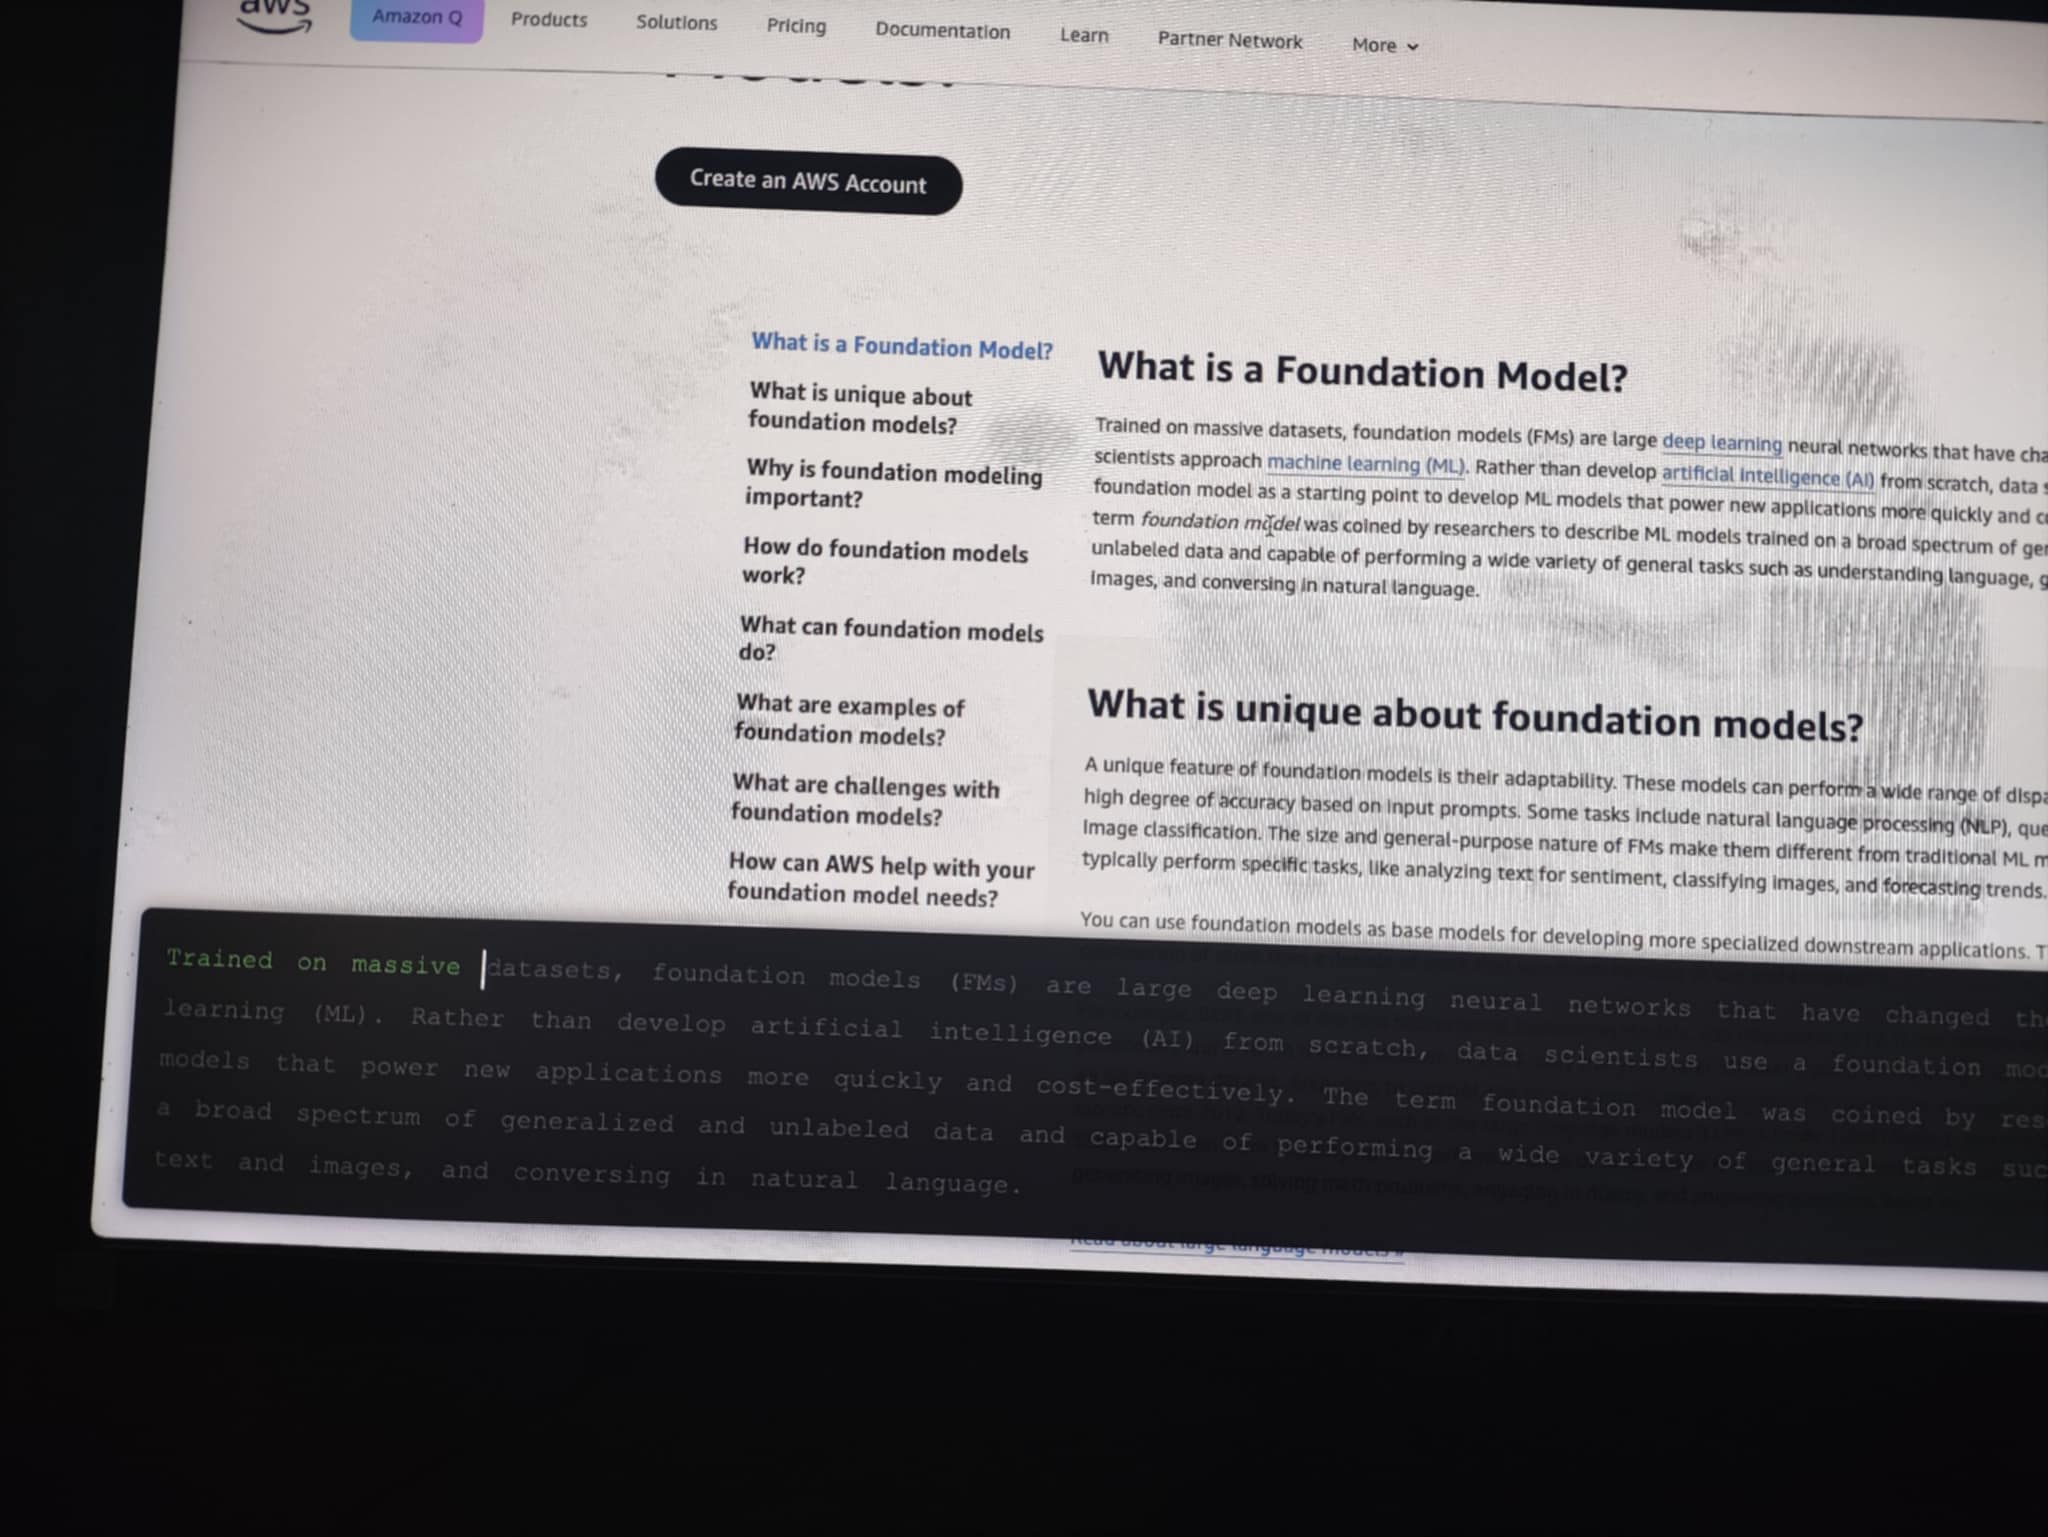 aws
Amazon Q
Products
Solutions
Pricing
Documentation
Learn
Partner Network
More
Create an AWS Account
What is a Foundation Model?
What is unique about
foundation models?
Why is foundation modeling
important?
How do foundation models
work?
What can foundation models
do?
What are examples of
foundation models?
What are challenges with
foundation models?
How can AWS help with your
foundation model needs?
What is a Foundation Model?
Trained on massive datasets, foundation models (FMs) are large deep learning neural networks that have cha
scientists approach machine learning (ML). Rather than develop artificial intelligence (AI) from scratch, data s
foundation model as a starting point to develop ML models that power new applications more quickly and co
term foundation model was coined by researchers to describe ML models trained on a broad spectrum of gen
unlabeled data and capable of performing a wide variety of general tasks such as understanding language, g
images, and conversing in natural language.
What is unique about foundation models?
A unique feature of foundation models is their adaptability. These models can perform a wide range of dispa
high degree of accuracy based on input prompts. Some tasks include natural language processing (NLP), que
image classification. The size and general-purpose nature of FMs make them different from traditional ML m
typically perform specific tasks, like analyzing text for sentiment, classifying images, and forecasting trends.
You can use foundation models as base models for developing more specialized downstream applications. T
Trained on massive datasets, foundation models (FMs) are large deep learning neural networks that have changed the
learning (ML). Rather than develop artificial intelligence (AI) from scratch, data scientists use a foundation mod
models that power new applications more quickly and cost-effectively. The term foundation model was coined by res
a broad spectrum of generalized and unlabeled data and capable of performing a wide variety of general tasks suc
text and images, and conversing in natural language.
Read about large language models »